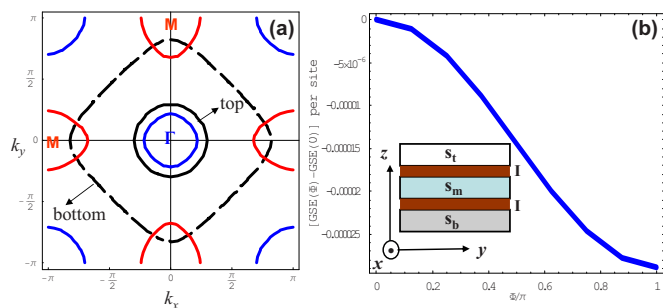 π
π/2
0
-π/2
-π
k_y
-π
-π/2
0
π/2
π
k_x
M
(a)
Γ
top
M
bottom
[GSE(Φ)-GSE(0)] per site
0
-5×10⁻⁶
-0.00001
-0.000015
-0.00002
-0.000025
(b)
z
s_t
I
s_m
I
s_b
x
y
0
0.2
0.4
0.6
0.8
1
Φ/π